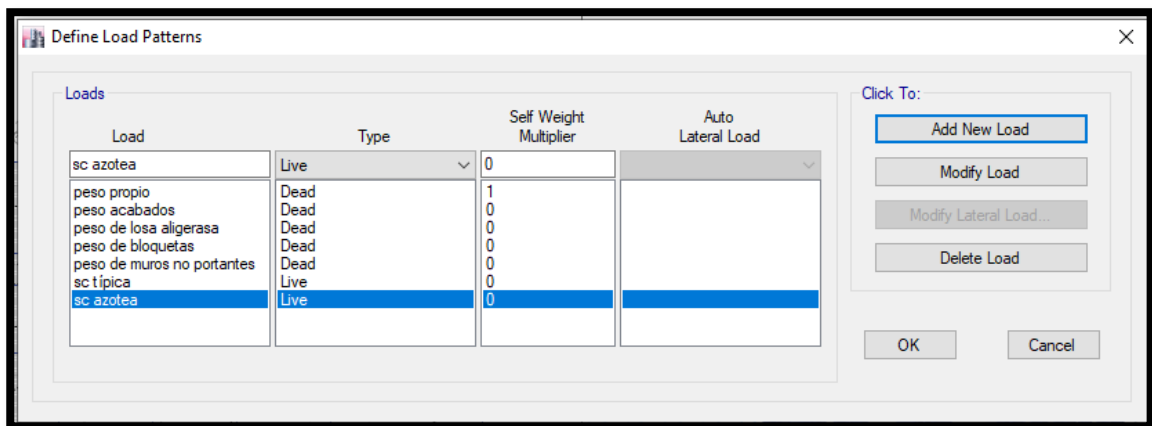 Define Load Patterns
Loads
Click To:
Load Type Self Weight Multiplier Auto Lateral Load
sc azotea Live 0
peso propio Dead 1
peso acabados Dead 0
peso de losa aligerasa Dead 0
peso de bloquetas Dead 0
peso de muros no portantes Dead 0
sc típica Live 0
sc azotea Live 0
Add New Load
Modify Load
Modify Lateral Load...
Delete Load
OK Cancel